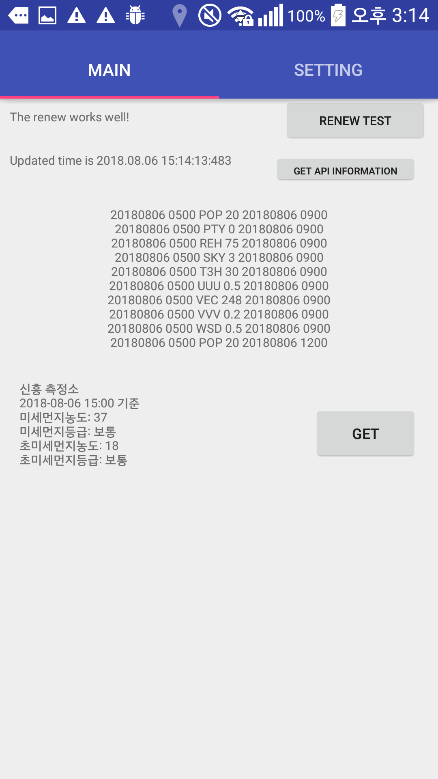 100% 오후 3:14
MAIN SETTING
The renew works well!
RENEW TEST
Updated time is 2018.08.06 15:14:13:483
GET API INFORMATION
20180806 0500 POP 20 20180806 0900
20180806 0500 PTY 0 20180806 0900
20180806 0500 REH 75 20180806 0900
20180806 0500 SKY 3 20180806 0900
20180806 0500 T3H 30 20180806 0900
20180806 0500 UUU 0.5 20180806 0900
20180806 0500 VEC 248 20180806 0900
20180806 0500 VVV 0.2 20180806 0900
20180806 0500 WSD 0.5 20180806 0900
20180806 0500 POP 20 20180806 1200
신흥 측정소
2018-08-06 15:00 기준
미세먼지농도: 37
미세먼지등급: 보통
초미세먼지농도: 18
초미세먼지등급: 보통
GET